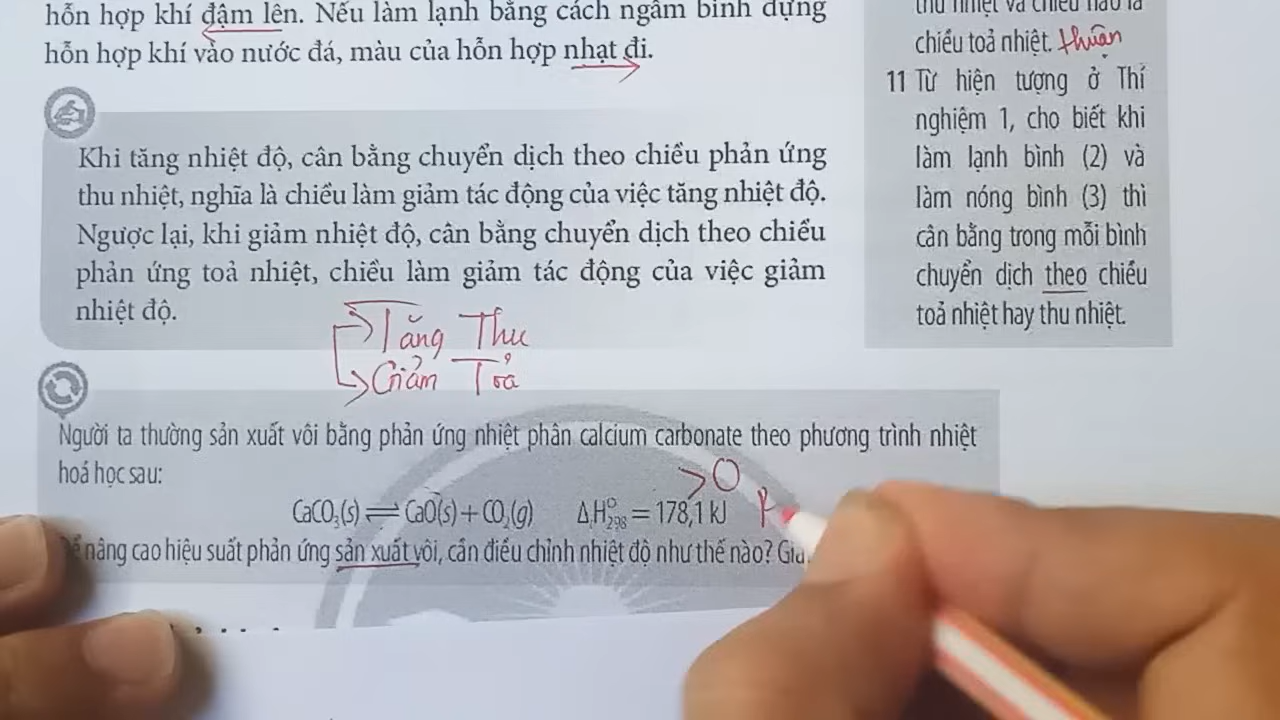 hỗn hợp khí đậm lên. Nếu làm lạnh bằng cách ngâm bình đựng
hỗn hợp khí vào nước đá, màu của hỗn hợp nhạt đi.
Khi tăng nhiệt độ, cân bằng chuyển dịch theo chiều phản ứng
thu nhiệt, nghĩa là chiều làm giảm tác động của việc tăng nhiệt độ.
Ngược lại, khi giảm nhiệt độ, cân bằng chuyển dịch theo chiều
phản ứng toả nhiệt, chiều làm giảm tác động của việc giảm
nhiệt độ.
Tăng Thu
Giảm Toả
thu nhiệt và chiều nào là
chiều toả nhiệt. thuận
11 Từ hiện tượng ở Thí
nghiệm 1, cho biết khi
làm lạnh bình (2) và
làm nóng bình (3) thì
cân bằng trong mỗi bình
chuyển dịch theo chiều
toả nhiệt hay thu nhiệt.
Người ta thường sản xuất vôi bằng phản ứng nhiệt phân calcium carbonate theo phương trình nhiệt
hoá học sau:
>0
CaCO₃(s) ⇌ CaO(s) + CO₂(g) ΔᵣH°₂₉₈ = 178,1 kJ
nâng cao hiệu suất phản ứng sản xuất vôi, cần điều chỉnh nhiệt độ như thế nào?